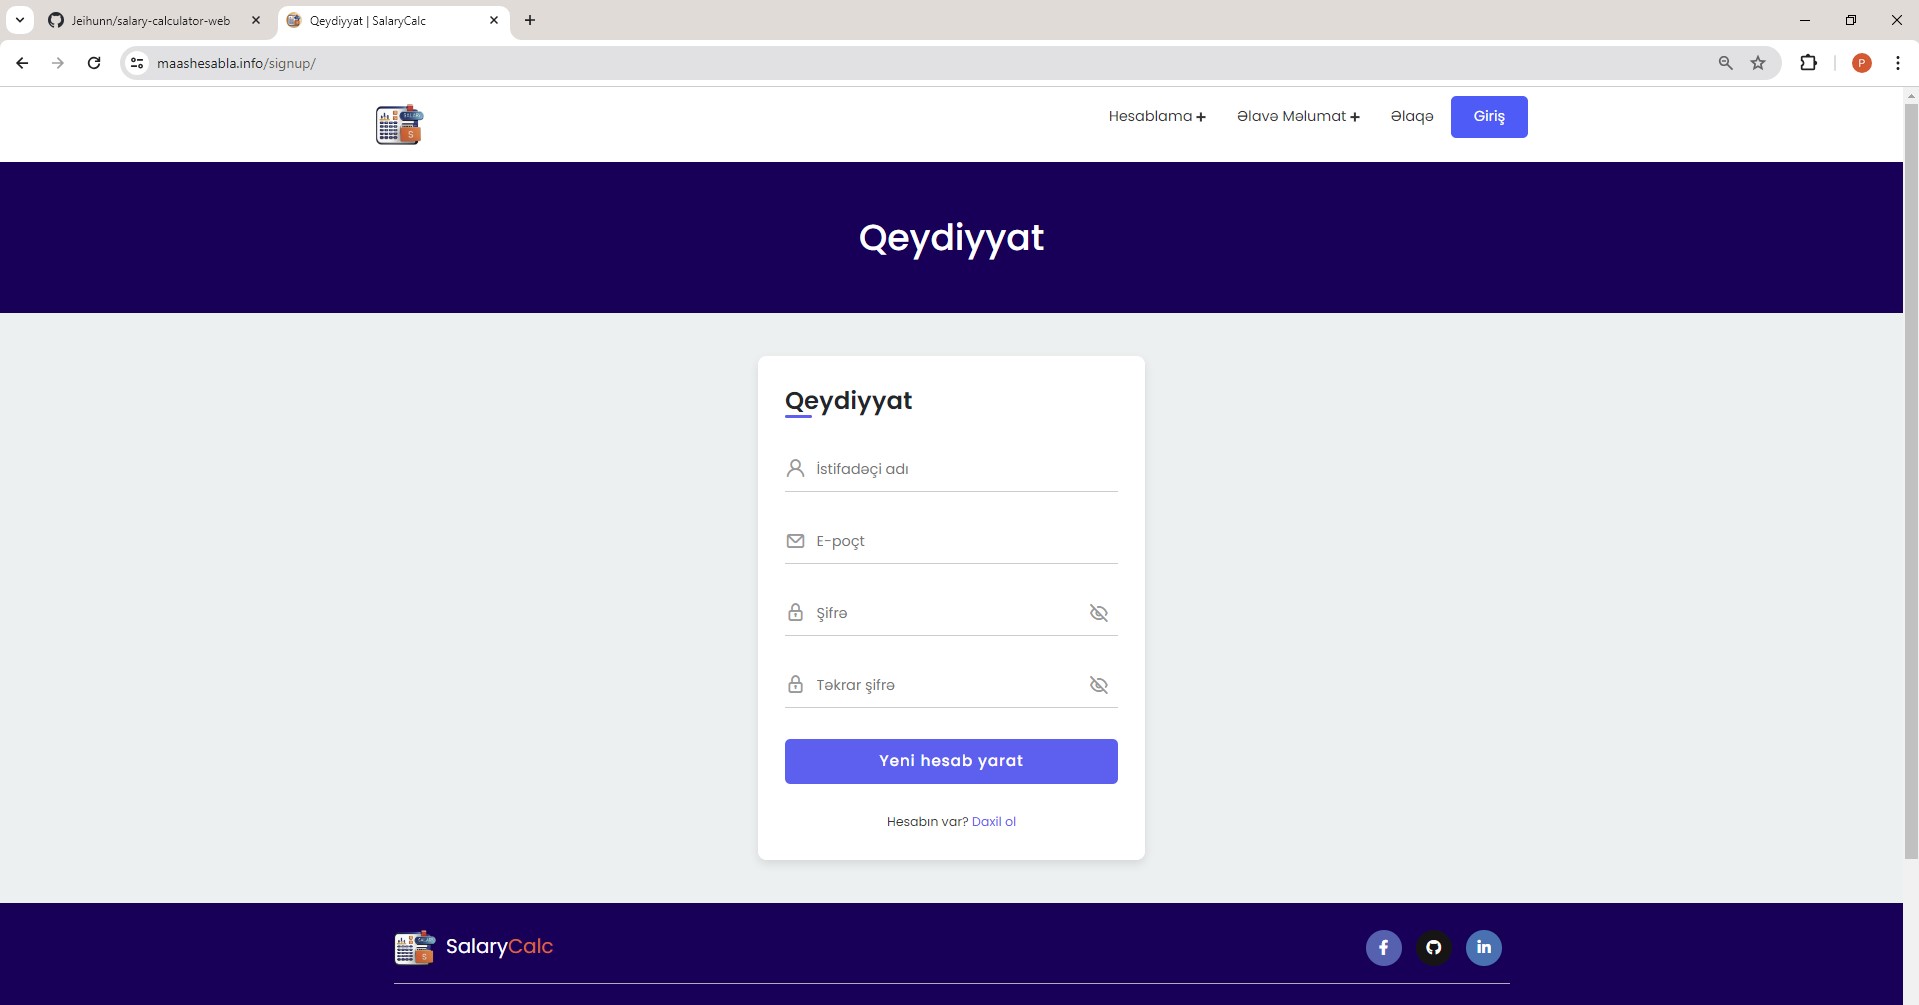 Jeihunn/salary-calculator-web
Qeydiyyat | SalaryCalc
maashesabla.info/signup/
P
Hesablama +
Əlavə Məlumat +
Əlaqə
Giriş
Qeydiyyat
Qeydiyyat
İstifadəçi adı
E-poçt
Şifrə
Təkrar şifrə
Yeni hesab yarat
Hesabın var? Daxil ol
SalaryCalc